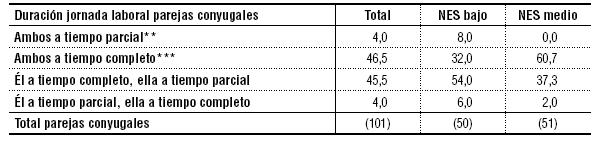 Duración jornada laboral parejas conyugales Total NES bajo NES medio
Ambos a tiempo parcial** 4,0 8,0 0,0
Ambos a tiempo completo*** 46,5 32,0 60,7
Él a tiempo completo, ella a tiempo parcial 45,5 54,0 37,3
Él a tiempo parcial, ella a tiempo completo 4,0 6,0 2,0
Total parejas conyugales (101) (50) (51)